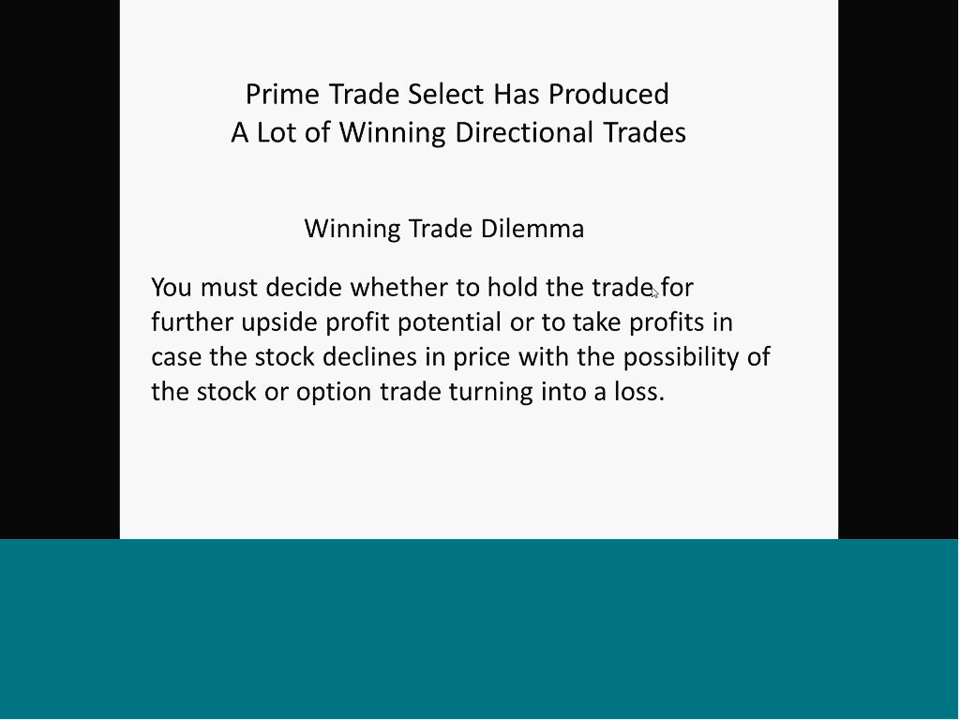 Prime Trade Select Has Produced
A Lot of Winning Directional Trades
Winning Trade Dilemma
You must decide whether to hold the trade for
further upside profit potential or to take profits in
case the stock declines in price with the possibility of
the stock or option trade turning into a loss.